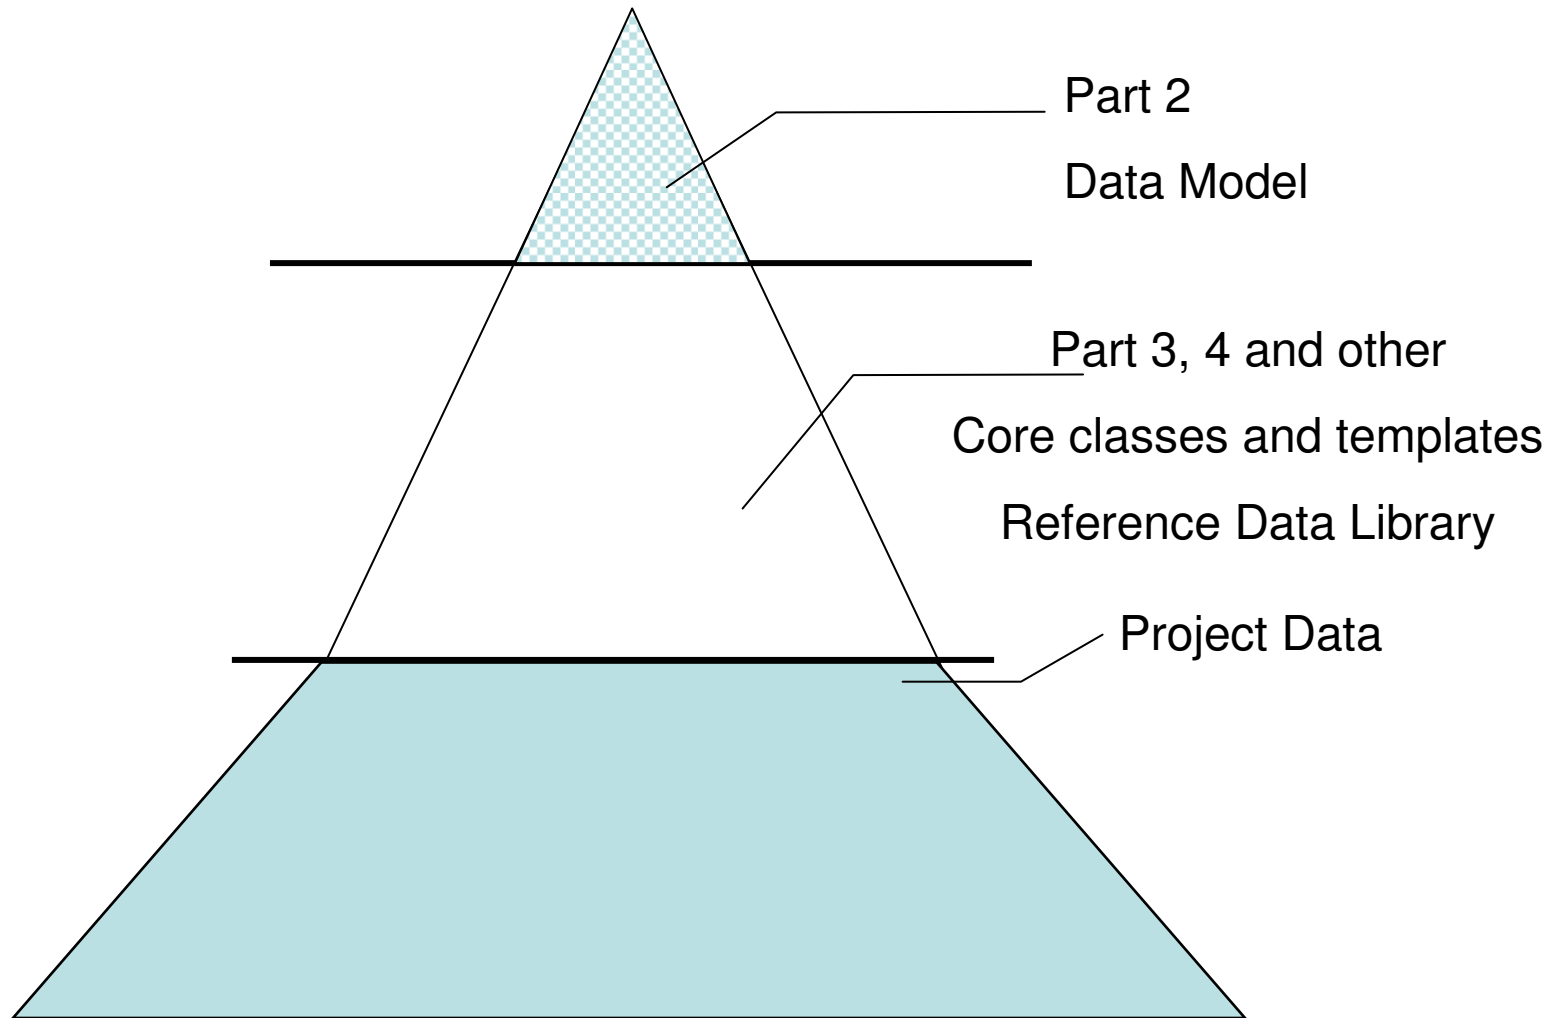 Part 2
Data Model
Part 3, 4 and other
Core classes and templates
Reference Data Library
Project Data